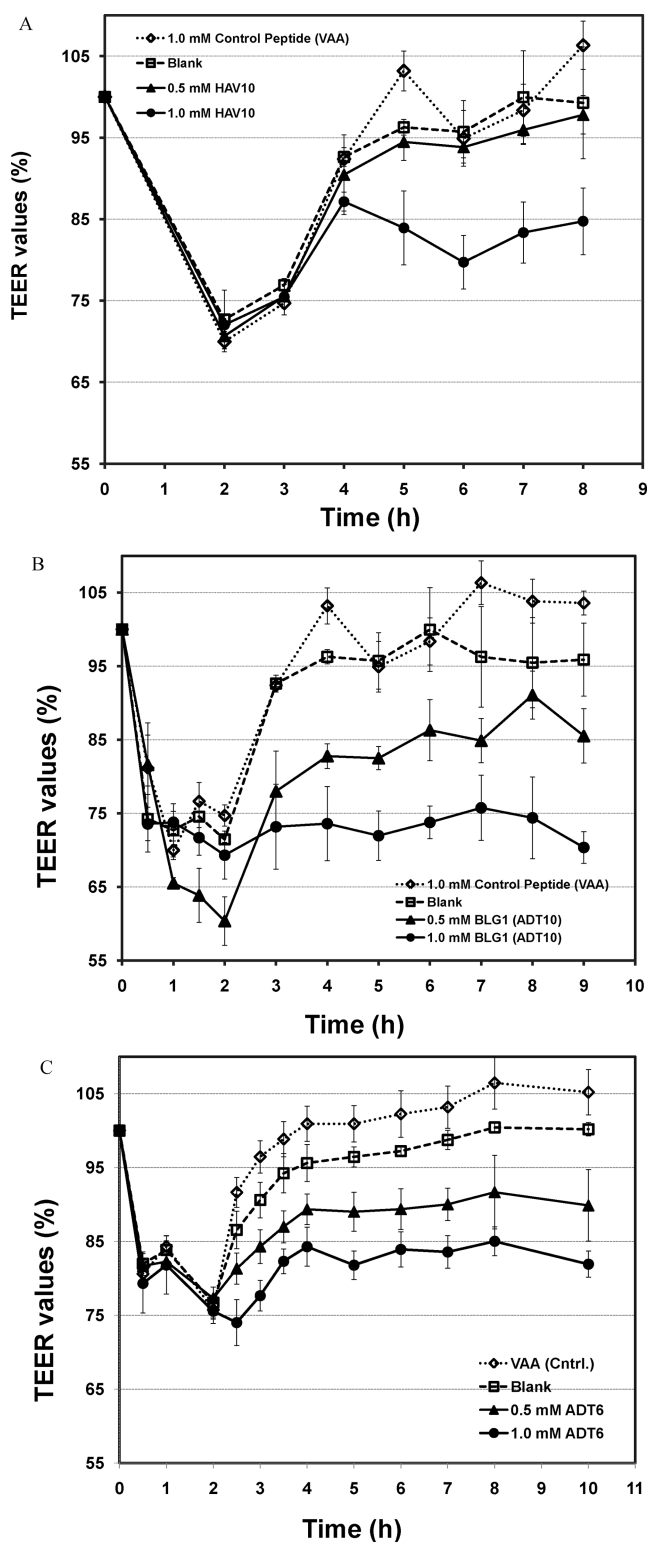 A
1.0 mM Control Peptide (VAA)
Blank
0.5 mM HAV10
1.0 mM HAV10
105
95
85
75
65
55
TEER values (%)
0 1 2 3 4 5 6 7 8 9
Time (h)
B
105
95
85
75
65
55
TEER values (%)
1.0 mM Control Peptide (VAA)
Blank
0.5 mM BLG1 (ADT10)
1.0 mM BLG1 (ADT10)
0 1 2 3 4 5 6 7 8 9 10
Time (h)
C
105
95
85
75
65
55
TEER values (%)
VAA (Cntrl.)
Blank
0.5 mM ADT6
1.0 mM ADT6
0 1 2 3 4 5 6 7 8 9 10 11
Time (h)